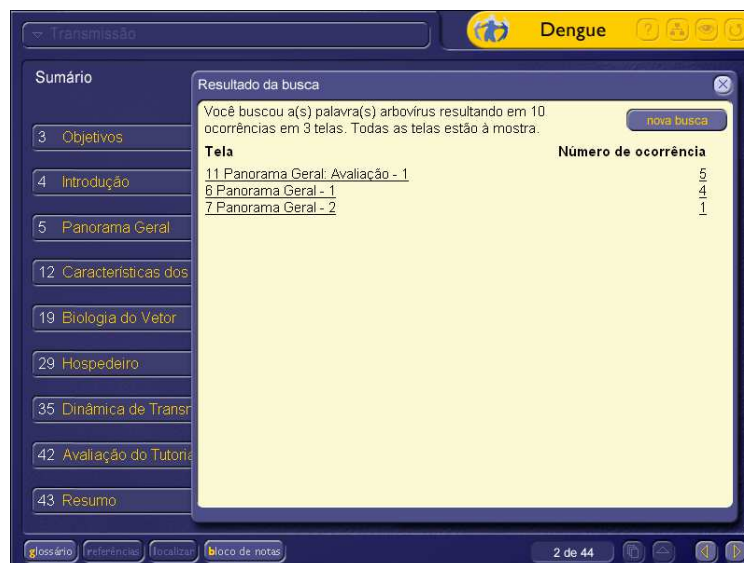 Transmissão
Dengue
Sumário
3 Objetivos
4 Introdução
5 Panorama Geral
12 Características dos
19 Biologia do Vetor
29 Hospedeiro
35 Dinâmica de Transm
42 Avaliação do Tutoria
43 Resumo
Resultado da busca
Você buscou a(s) palavra(s) arbovírus resultando em 10
ocorrências em 3 telas. Todas as telas estão à mostra.
nova busca
Tela Número de ocorrência
11 Panorama Geral: Avaliação - 1 5
6 Panorama Geral - 1 4
7 Panorama Geral - 2 1
glossário referências localizar bloco de notas 2 de 44